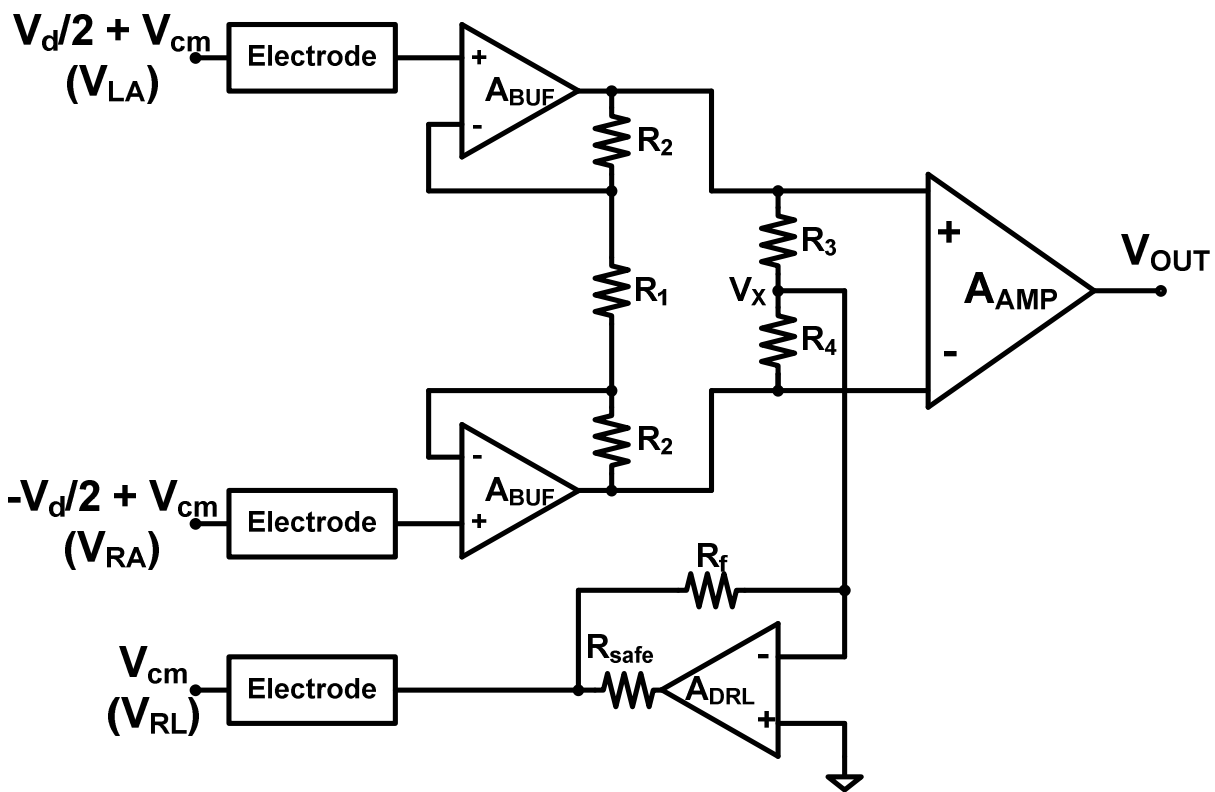 Vd/2 + Vcm
(VLA)
Electrode
+
ABUF
-
R2
R1
R3
VX
R4
+
AAMP
-
VOUT
R2
-
ABUF
+
-Vd/2 + Vcm
(VRA)
Electrode
Rf
Rsafe
-
ADRL
+
Vcm
(VRL)
Electrode